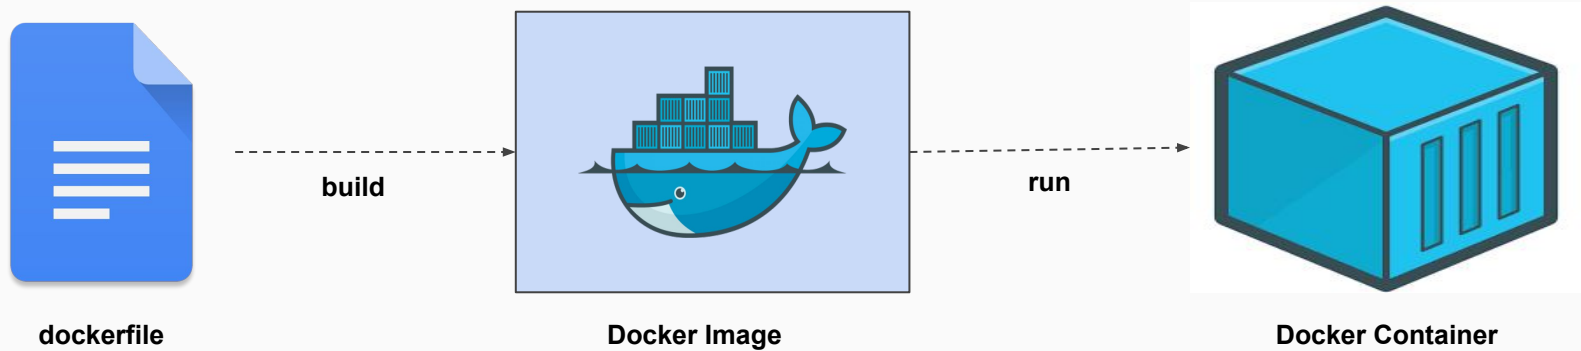 build
run
dockerfile
Docker Image
Docker Container